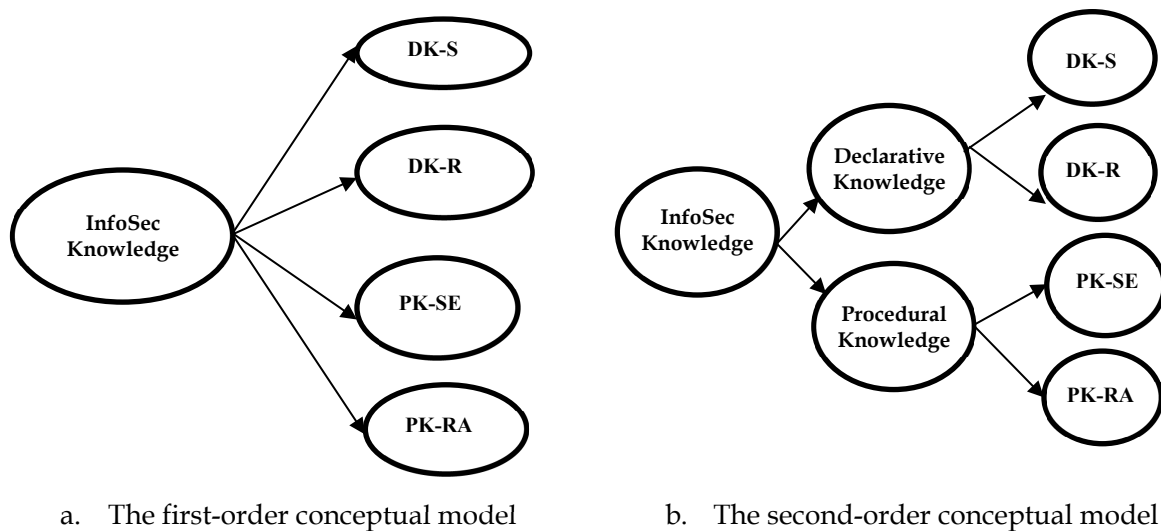 DK-S
DK-R
InfoSec
Knowledge
PK-SE
PK-RA
a. The first-order conceptual model
DK-S
Declarative
Knowledge
DK-R
InfoSec
Knowledge
PK-SE
Procedural
Knowledge
PK-RA
b. The second-order conceptual model